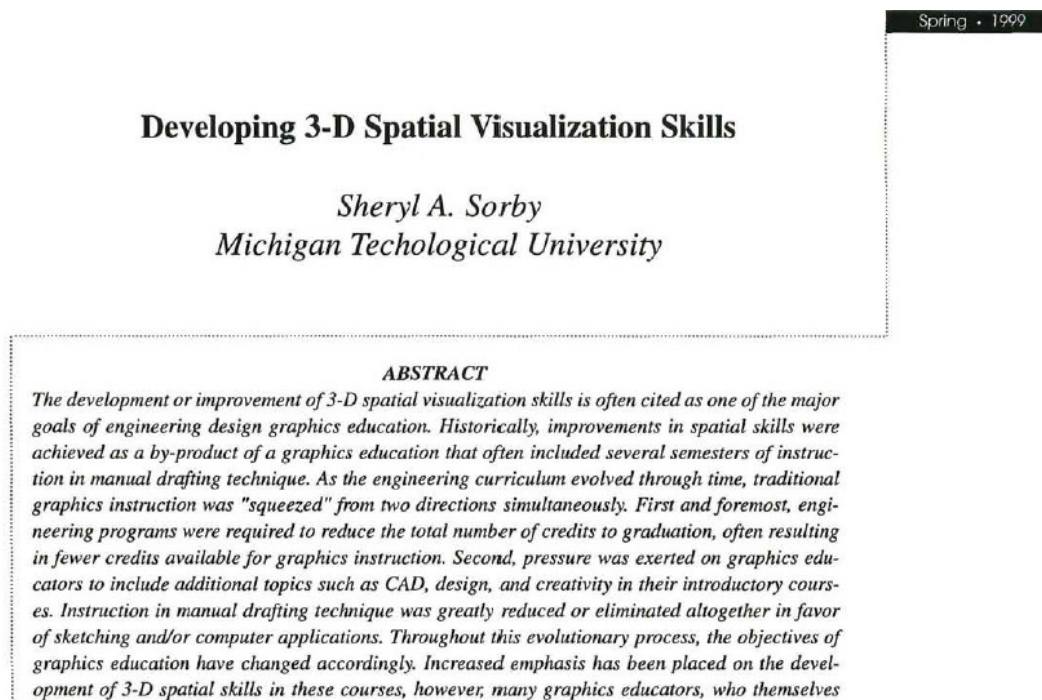 Spring • 1999
Developing 3-D Spatial Visualization Skills
Sheryl A. Sorby
Michigan Techological University
ABSTRACT
The development or improvement of 3-D spatial visualization skills is often cited as one of the major
goals of engineering design graphics education. Historically, improvements in spatial skills were
achieved as a by-product of a graphics education that often included several semesters of instruc-
tion in manual drafting technique. As the engineering curriculum evolved through time, traditional
graphics instruction was "squeezed" from two directions simultaneously. First and foremost, engi-
neering programs were required to reduce the total number of credits to graduation, often resulting
in fewer credits available for graphics instruction. Second, pressure was exerted on graphics edu-
cators to include additional topics such as CAD, design, and creativity in their introductory cours-
es. Instruction in manual drafting technique was greatly reduced or eliminated altogether in favor
of sketching and/or computer applications. Throughout this evolutionary process, the objectives of
graphics education have changed accordingly. Increased emphasis has been placed on the devel-
opment of 3-D spatial skills in these courses, however, many graphics educators, who themselves